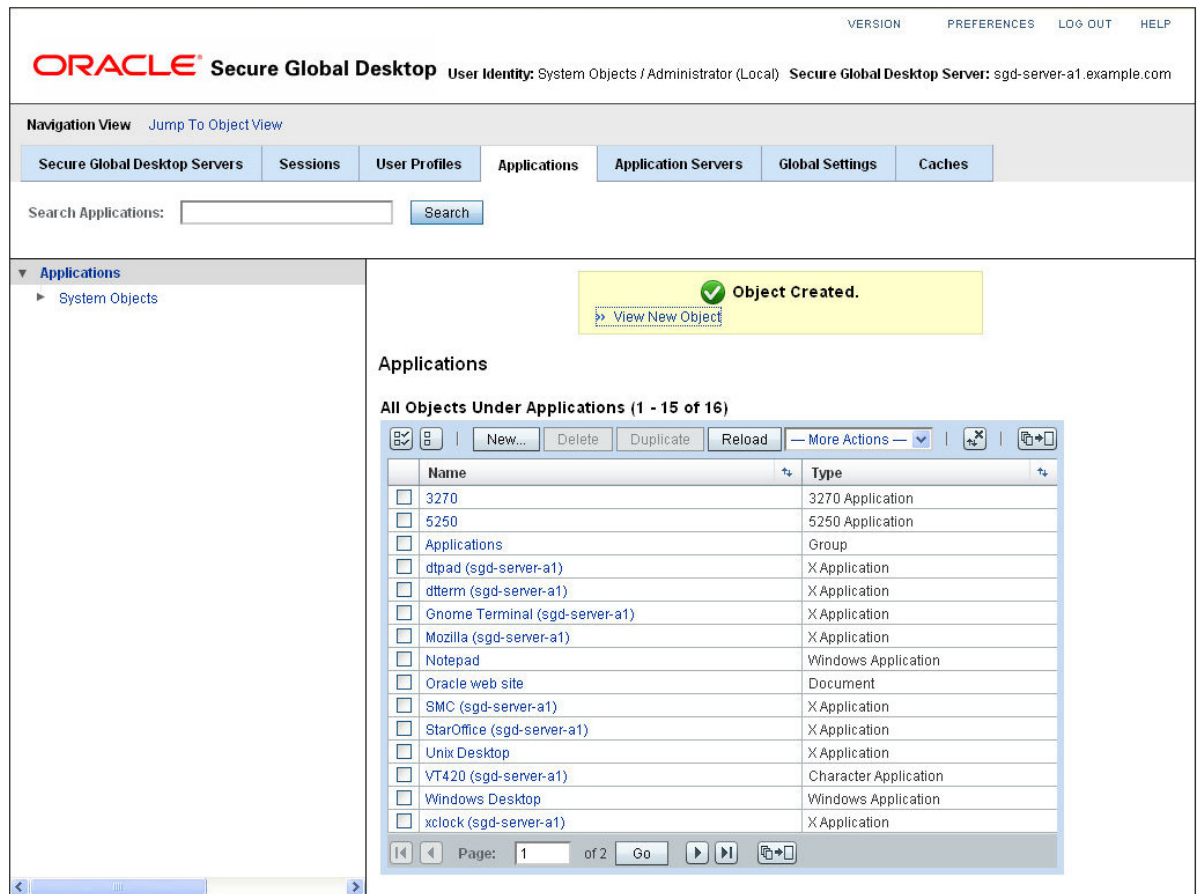 VERSION PREFERENCES LOG OUT HELP
ORACLE Secure Global Desktop User Identity: System Objects / Administrator (Local) Secure Global Desktop Server: sgd-server-a1.example.com
Navigation View Jump To Object View
Secure Global Desktop Servers Sessions User Profiles Applications Application Servers Global Settings Caches
Search Applications: Search
Applications
System Objects
Object Created.
>> View New Object
Applications
All Objects Under Applications (1 - 15 of 16)
New... Delete Duplicate Reload — More Actions —
Name Type
3270 3270 Application
5250 5250 Application
Applications Group
dtpad (sgd-server-a1) X Application
dtterm (sgd-server-a1) X Application
Gnome Terminal (sgd-server-a1) X Application
Mozilla (sgd-server-a1) X Application
Notepad Windows Application
Oracle web site Document
SMC (sgd-server-a1) X Application
StarOffice (sgd-server-a1) X Application
Unix Desktop X Application
VT420 (sgd-server-a1) Character Application
Windows Desktop Windows Application
xclock (sgd-server-a1) X Application
Page: 1 of 2 Go